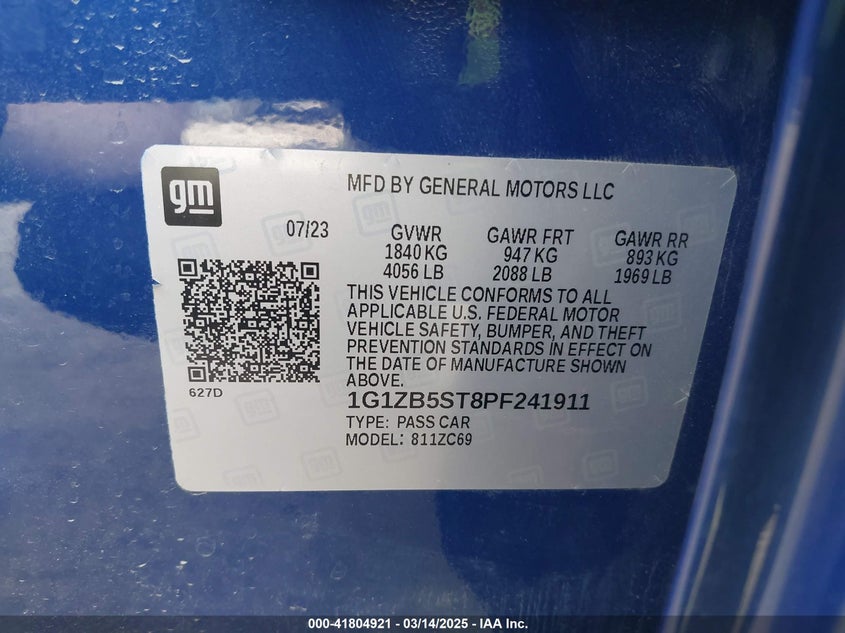 gm
MFD BY GENERAL MOTORS LLC
07/23
GVWR GAWR FRT GAWR RR
1840 KG 947 KG 893 KG
4056 LB 2088 LB 1969 LB
THIS VEHICLE CONFORMS TO ALL
APPLICABLE U.S. FEDERAL MOTOR
VEHICLE SAFETY, BUMPER, AND THEFT
PREVENTION STANDARDS IN EFFECT ON
THE DATE OF MANUFACTURE SHOWN
ABOVE.
627D
1G1ZB5ST8PF241911
TYPE: PASS CAR
MODEL: 811ZC69
000-41804921 / 03/14/2025 - IAA Inc.